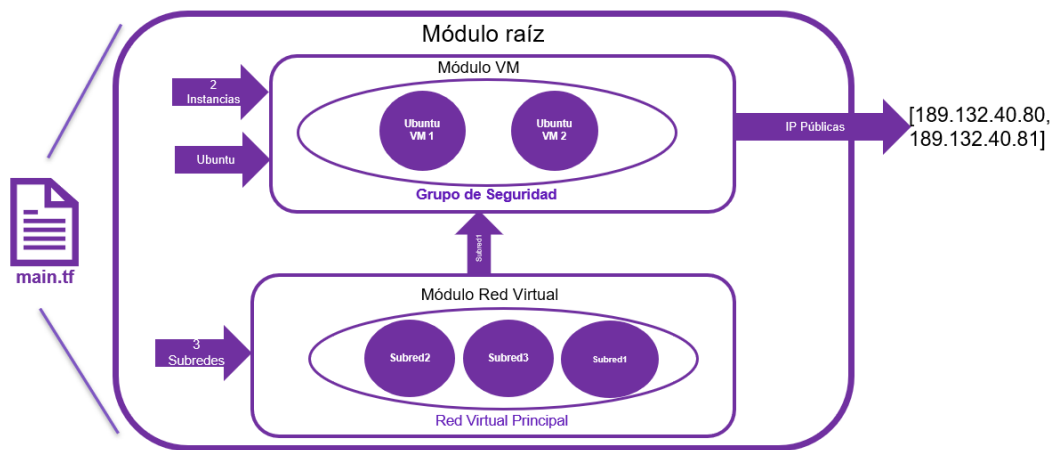 Módulo raíz
Módulo VM
2
Instancias
Ubuntu
VM 1
Ubuntu
VM 2
IP Públicas
[189.132.40.80,
189.132.40.81]
Ubuntu
Grupo de Seguridad
main.tf
Subred1
Módulo Red Virtual
3
Subredes
Subred2
Subred3
Subred1
Red Virtual Principal